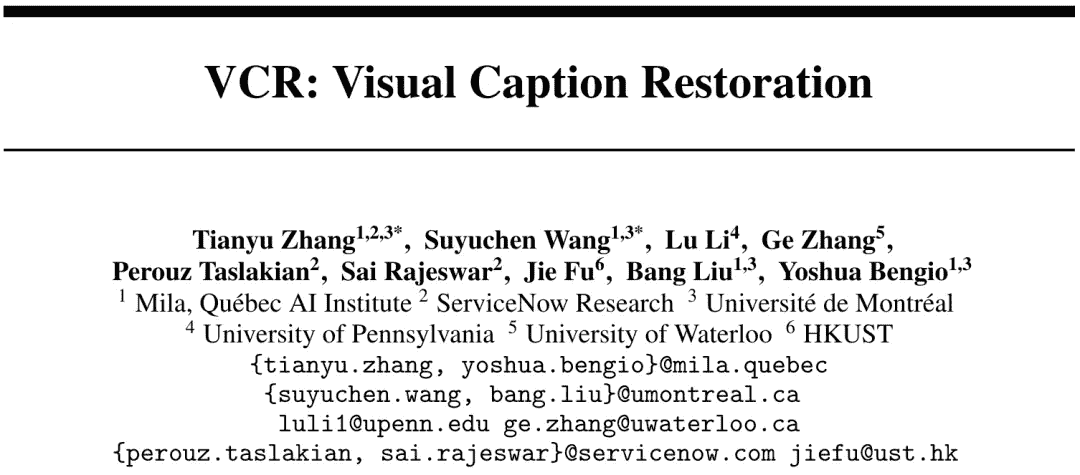 VCR: Visual Caption Restoration
Tianyu Zhang1,2,3*, Suyuchen Wang1,3*, Lu Li4, Ge Zhang5,
Perouz Taslakian2, Sai Rajeswar2, Jie Fu6, Bang Liu1,3, Yoshua Bengio1,3
1 Mila, Québec AI Institute 2 ServiceNow Research 3 Université de Montréal
4 University of Pennsylvania 5 University of Waterloo 6 HKUST
{tianyu.zhang, yoshua.bengio}@mila.quebec
{suyuchen.wang, bang.liu}@umontreal.ca
luli1@upenn.edu ge.zhang@uwaterloo.ca
{perouz.taslakian, sai.rajeswar}@servicenow.com jiefu@ust.hk